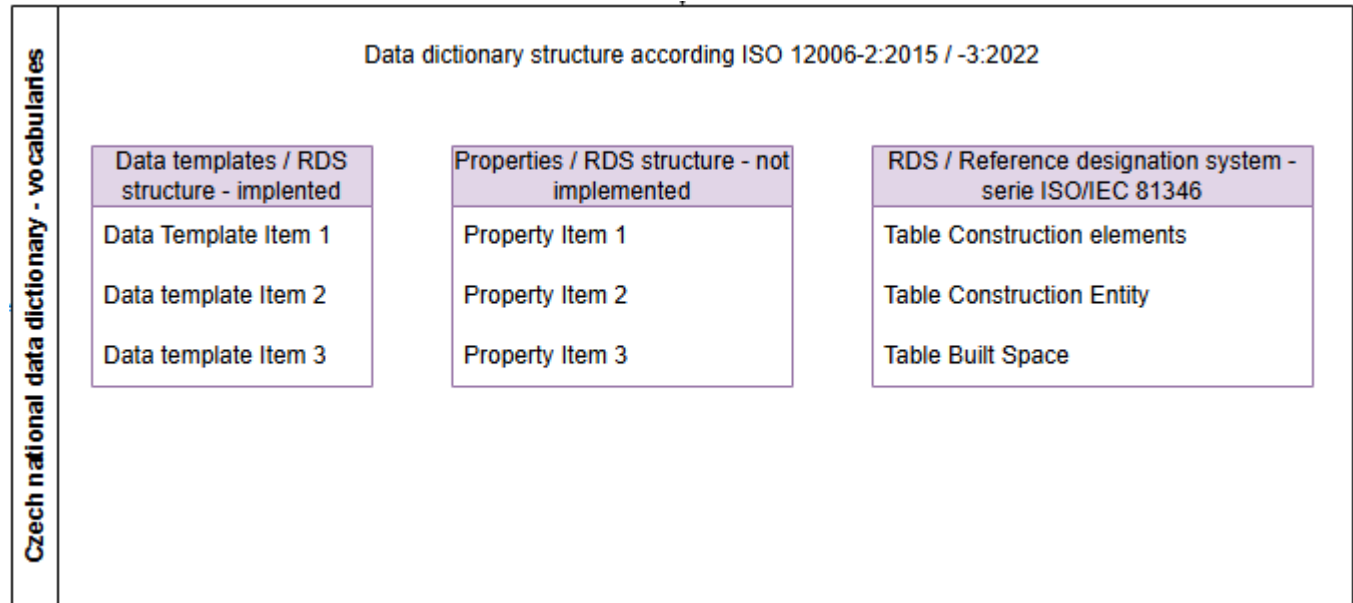 Czech national data dictionary - vocabularies
Data dictionary structure according ISO 12006-2:2015 / -3:2022
Data templates / RDS
structure - implented
Data Template Item 1
Data template Item 2
Data template Item 3
Properties / RDS structure - not
implemented
Property Item 1
Property Item 2
Property Item 3
RDS / Reference designation system -
serie ISO/IEC 81346
Table Construction elements
Table Construction Entity
Table Built Space